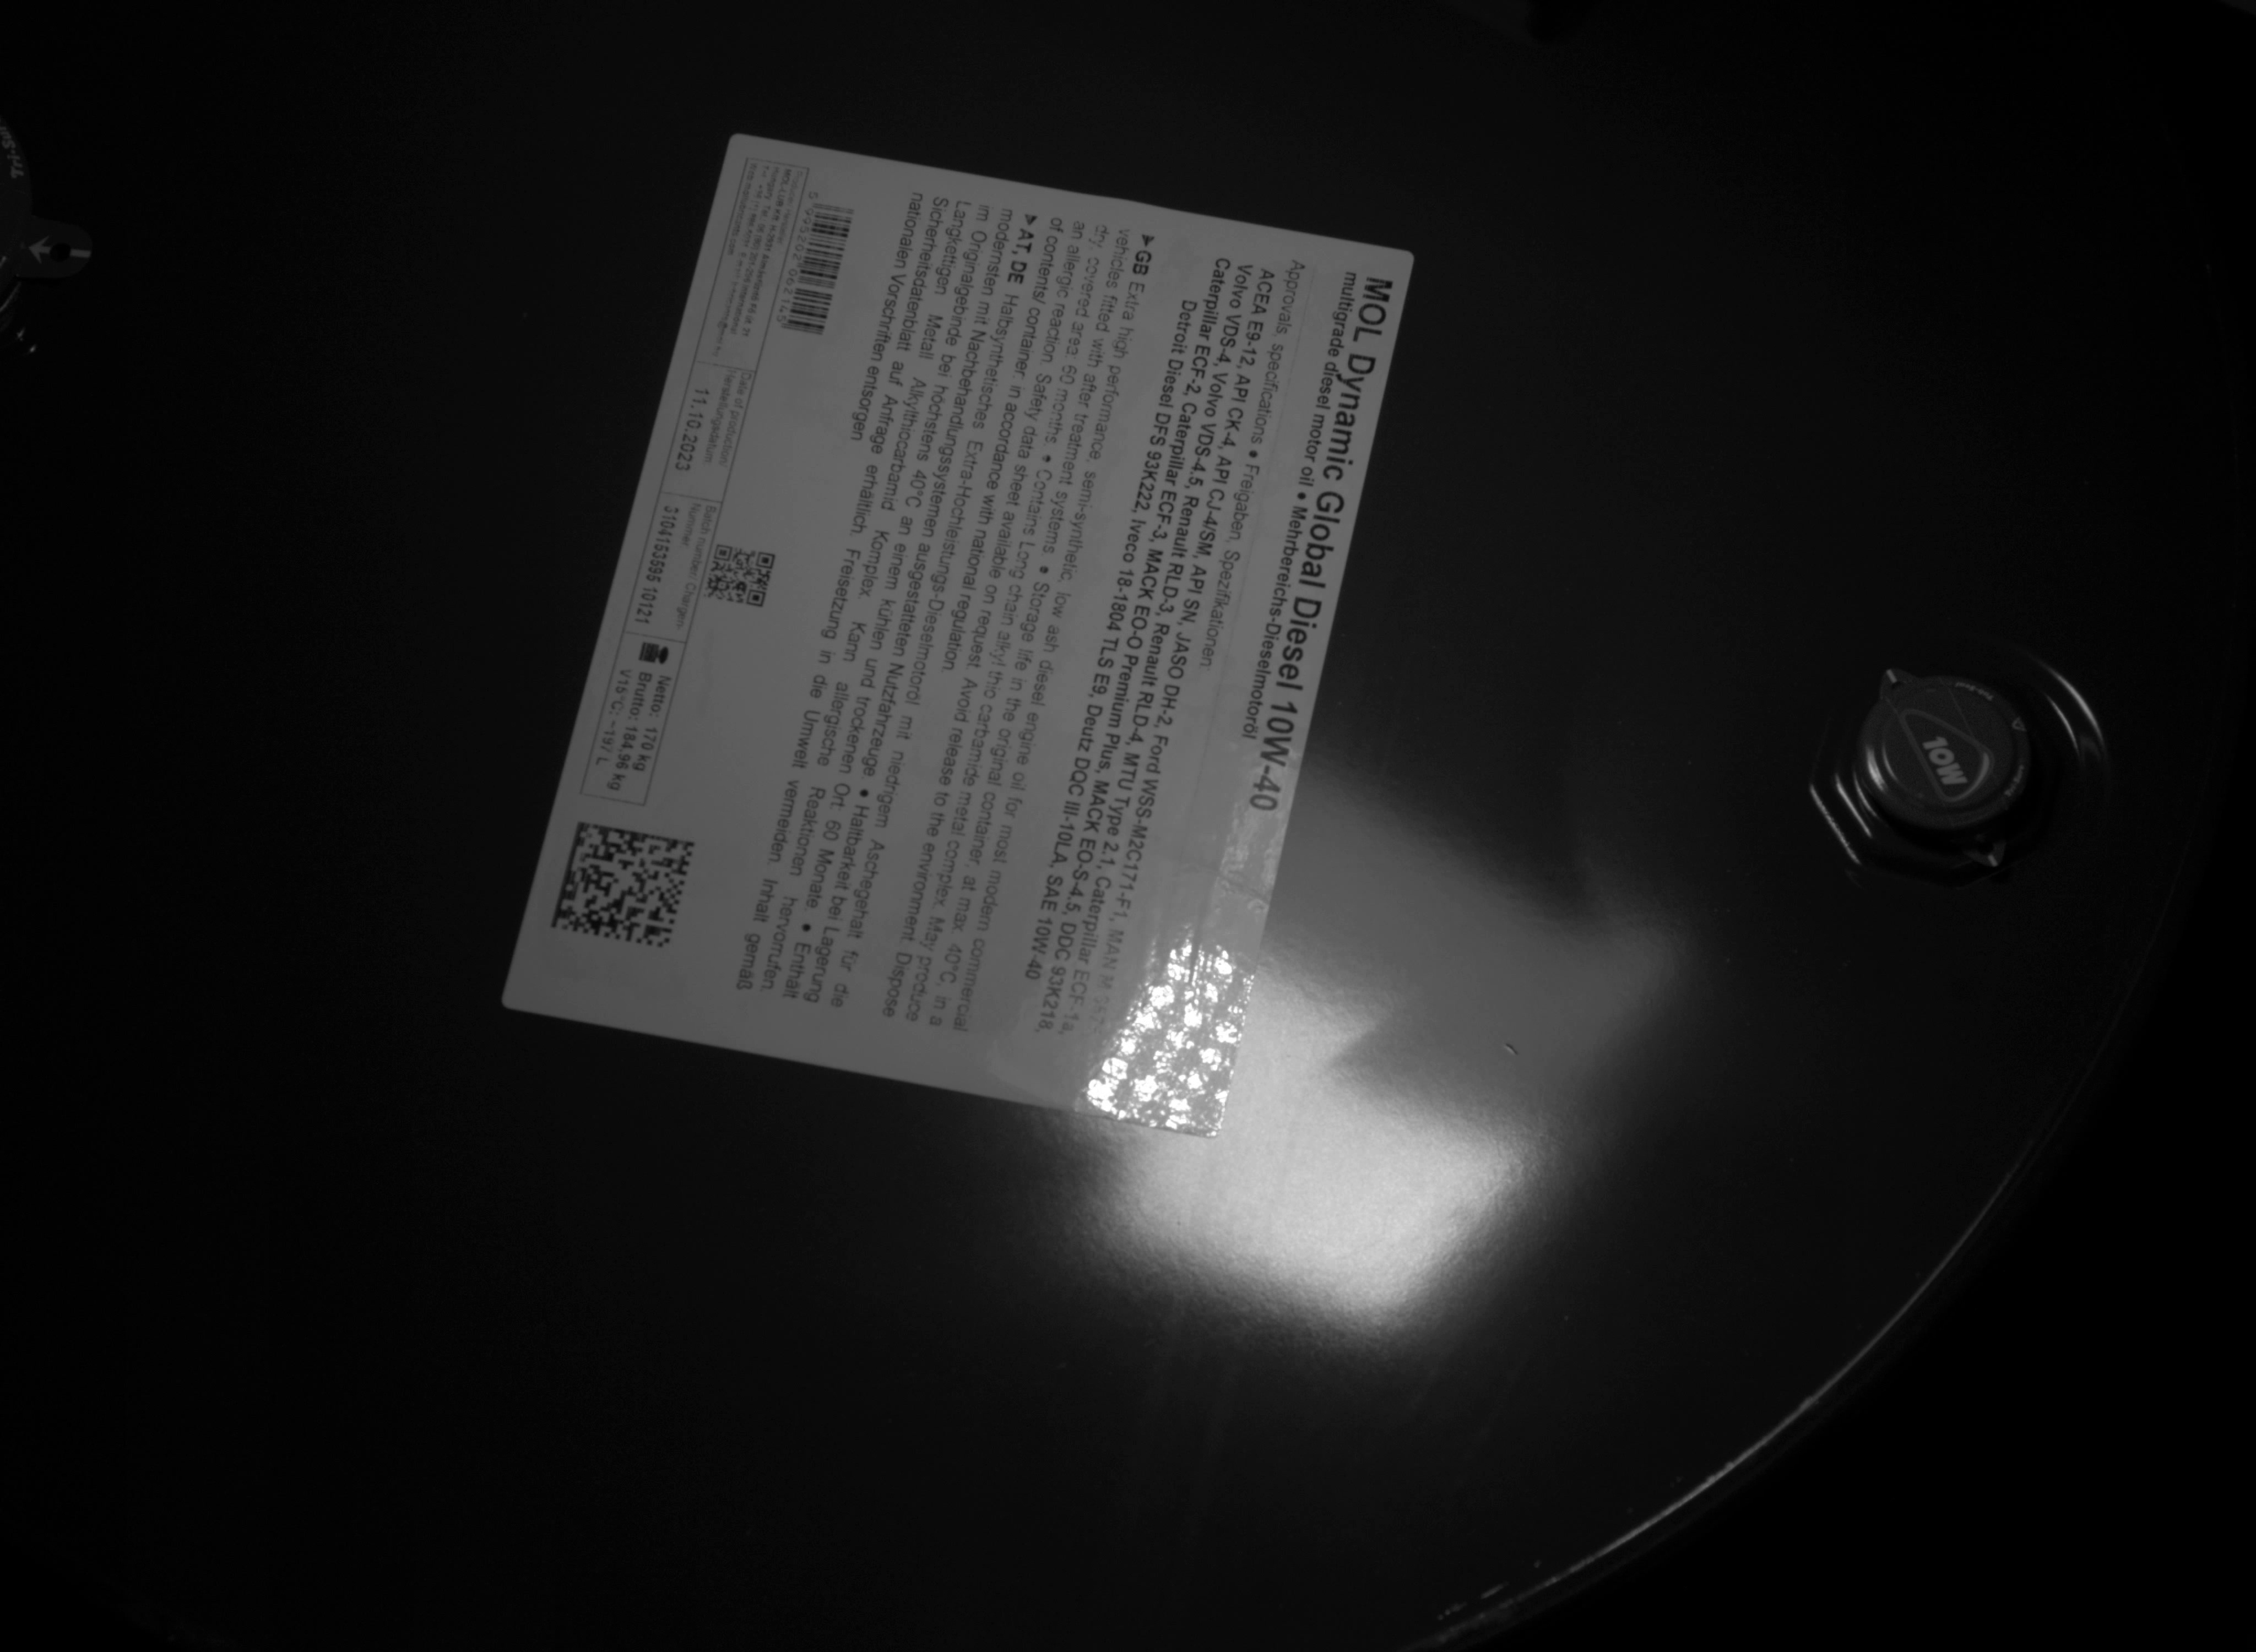 MOL Dynamic Global Diesel 10W-40
multigrade diesel motor oil • Mehrbereichs-Dieselmotoröl
Approvals, specifications • Freigaben, Spezifikationen:
ACEA E9-12, API CK-4, API CJ-4/SM, API SN, JASO DH-2, Ford WSS-M2C171-F1, MAN M
Volvo VDS-4, Volvo VDS-4.5, Renault RLD-3, Renault RLD-4, MTU Type 2.1, Caterpillar ECF-1a,
Caterpillar ECF-2, Caterpillar ECF-3, MACK EO-O Premium Plus, MACK EO-S-4.5, DDC 93K218,
Detroit Diesel DFS 93K222, Iveco 18-1804 TLS E9, Deutz DQC III-10LA, SAE 10W-40
➤GB Extra high performance, semi-synthetic, low ash diesel engine oil for most modern commercial
vehicles fitted with after treatment systems. • Storage life in the original container, at max. 40°C, in a
dry, covered area: 60 months. • Contains Long chain alkyl thio carbamide metal complex. May produce
an allergic reaction. Safety data sheet available on request. Avoid release to the environment. Dispose
of contents/ container: in accordance with national regulation.
➤AT, DE Halbsynthetisches Extra-Hochleistungs-Dieselmotoröl mit niedrigem Aschegehalt für die
modernsten mit Nachbehandlungssystemen ausgestatteten Nutzfahrzeuge. • Haltbarkeit bei Lagerung
im Originalgebinde bei höchstens 40°C an einem kühlen und trockenen Ort: 60 Monate. • Enthält
Langkettigen Metall Alkylthiocarbamid Komplex. Kann allergische Reaktionen hervorrufen.
Sicherheitsdatenblatt auf Anfrage erhältlich. Freisetzung in die Umwelt vermeiden. Inhalt gemäß
nationalen Vorschriften entsorgen.
5 995202 062145
Date of production/
Herstellungsdatum:
11.10.2023
Batch number/ Chargen-
Nummer:
3104153595 10121
Netto: 170 kg
Brutto: 184,96 kg
V15°C: ~197 L
MOL
Tri-Sure